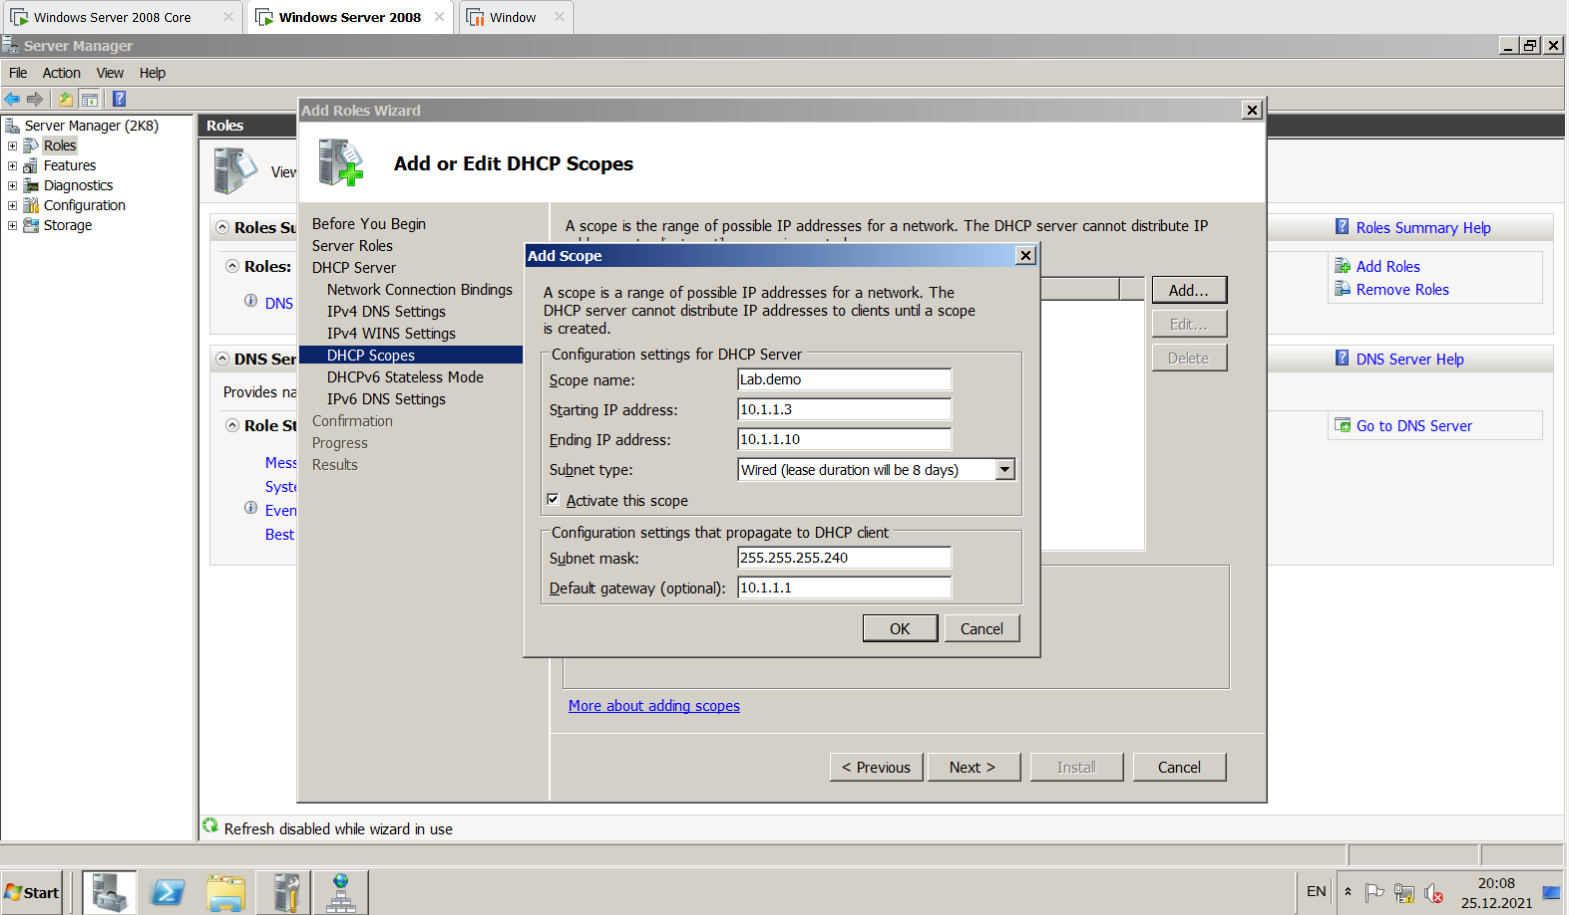 Windows Server 2008 Core
Windows Server 2008
Window
Server Manager
File Action View Help
Server Manager (2K8)
Roles
Features
Diagnostics
Configuration
Storage
Roles
View
Roles Su
Roles:
DNS
DNS Ser
Provides na
Role St
Mess
Syste
Even
Best
Refresh disabled while wizard in use
Add Roles Wizard
Add or Edit DHCP Scopes
Before You Begin
Server Roles
DHCP Server
Network Connection Bindings
IPv4 DNS Settings
IPv4 WINS Settings
DHCP Scopes
DHCPv6 Stateless Mode
IPv6 DNS Settings
Confirmation
Progress
Results
A scope is the range of possible IP addresses for a network. The DHCP server cannot distribute IP
Add...
Edit...
Delete
Add Scope
A scope is a range of possible IP addresses for a network. The
DHCP server cannot distribute IP addresses to clients until a scope
is created.
Configuration settings for DHCP Server
Scope name: Lab.demo
Starting IP address: 10.1.1.3
Ending IP address: 10.1.1.10
Subnet type: Wired (lease duration will be 8 days)
Activate this scope
Configuration settings that propagate to DHCP client
Subnet mask: 255.255.255.240
Default gateway (optional): 10.1.1.1
OK Cancel
More about adding scopes
< Previous Next > Install Cancel
Roles Summary Help
Add Roles
Remove Roles
DNS Server Help
Go to DNS Server
Start
EN
20:08
25.12.2021